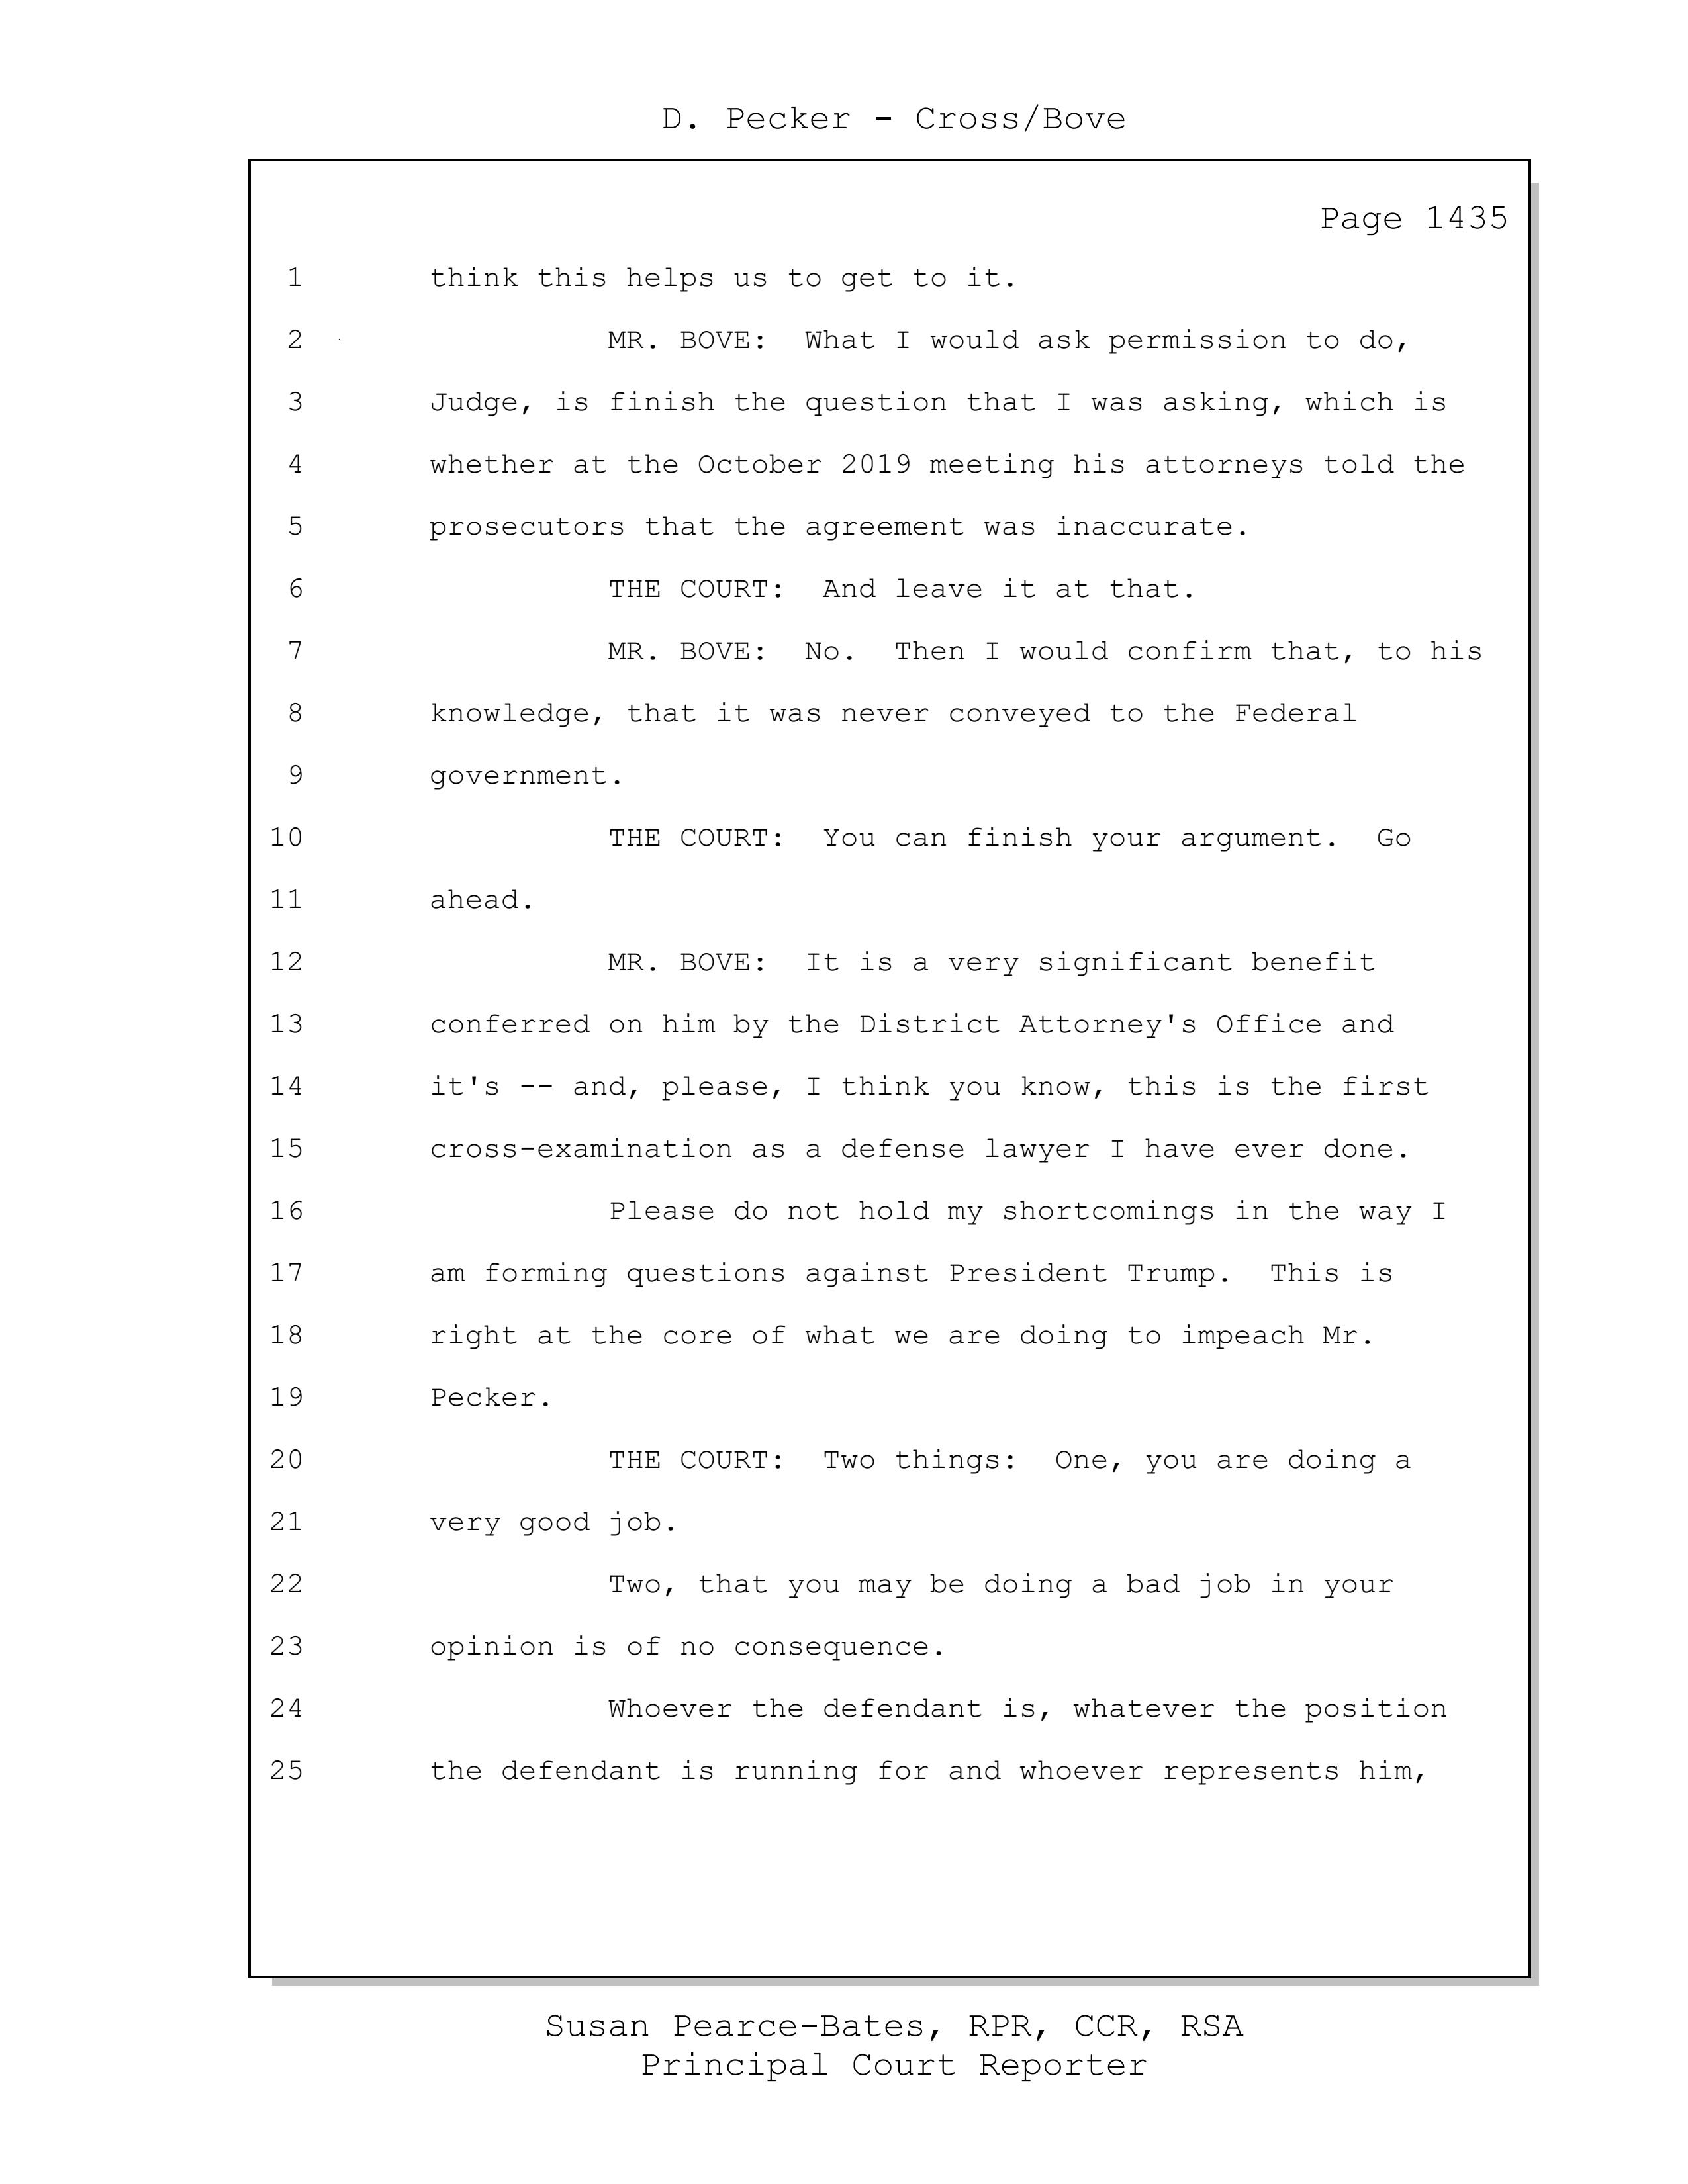 D. Pecker - Cross/Bove
Page 1435
1 think this helps us to get to it.
2 MR. BOVE: What I would ask permission to do,
3 Judge, is finish the question that I was asking, which is
4 whether at the October 2019 meeting his attorneys told the
5 prosecutors that the agreement was inaccurate.
6 THE COURT: And leave it at that.
7 MR. BOVE: No. Then I would confirm that, to his
8 knowledge, that it was never conveyed to the Federal
9 government.
10 THE COURT: You can finish your argument. Go
11 ahead.
12 MR. BOVE: It is a very significant benefit
13 conferred on him by the District Attorney's Office and
14 it's -- and, please, I think you know, this is the first
15 cross-examination as a defense lawyer I have ever done.
16 Please do not hold my shortcomings in the way I
17 am forming questions against President Trump. This is
18 right at the core of what we are doing to impeach Mr.
19 Pecker.
20 THE COURT: Two things: One, you are doing a
21 very good job.
22 Two, that you may be doing a bad job in your
23 opinion is of no consequence.
24 Whoever the defendant is, whatever the position
25 the defendant is running for and whoever represents him,
Susan Pearce-Bates, RPR, CCR, RSA
Principal Court Reporter